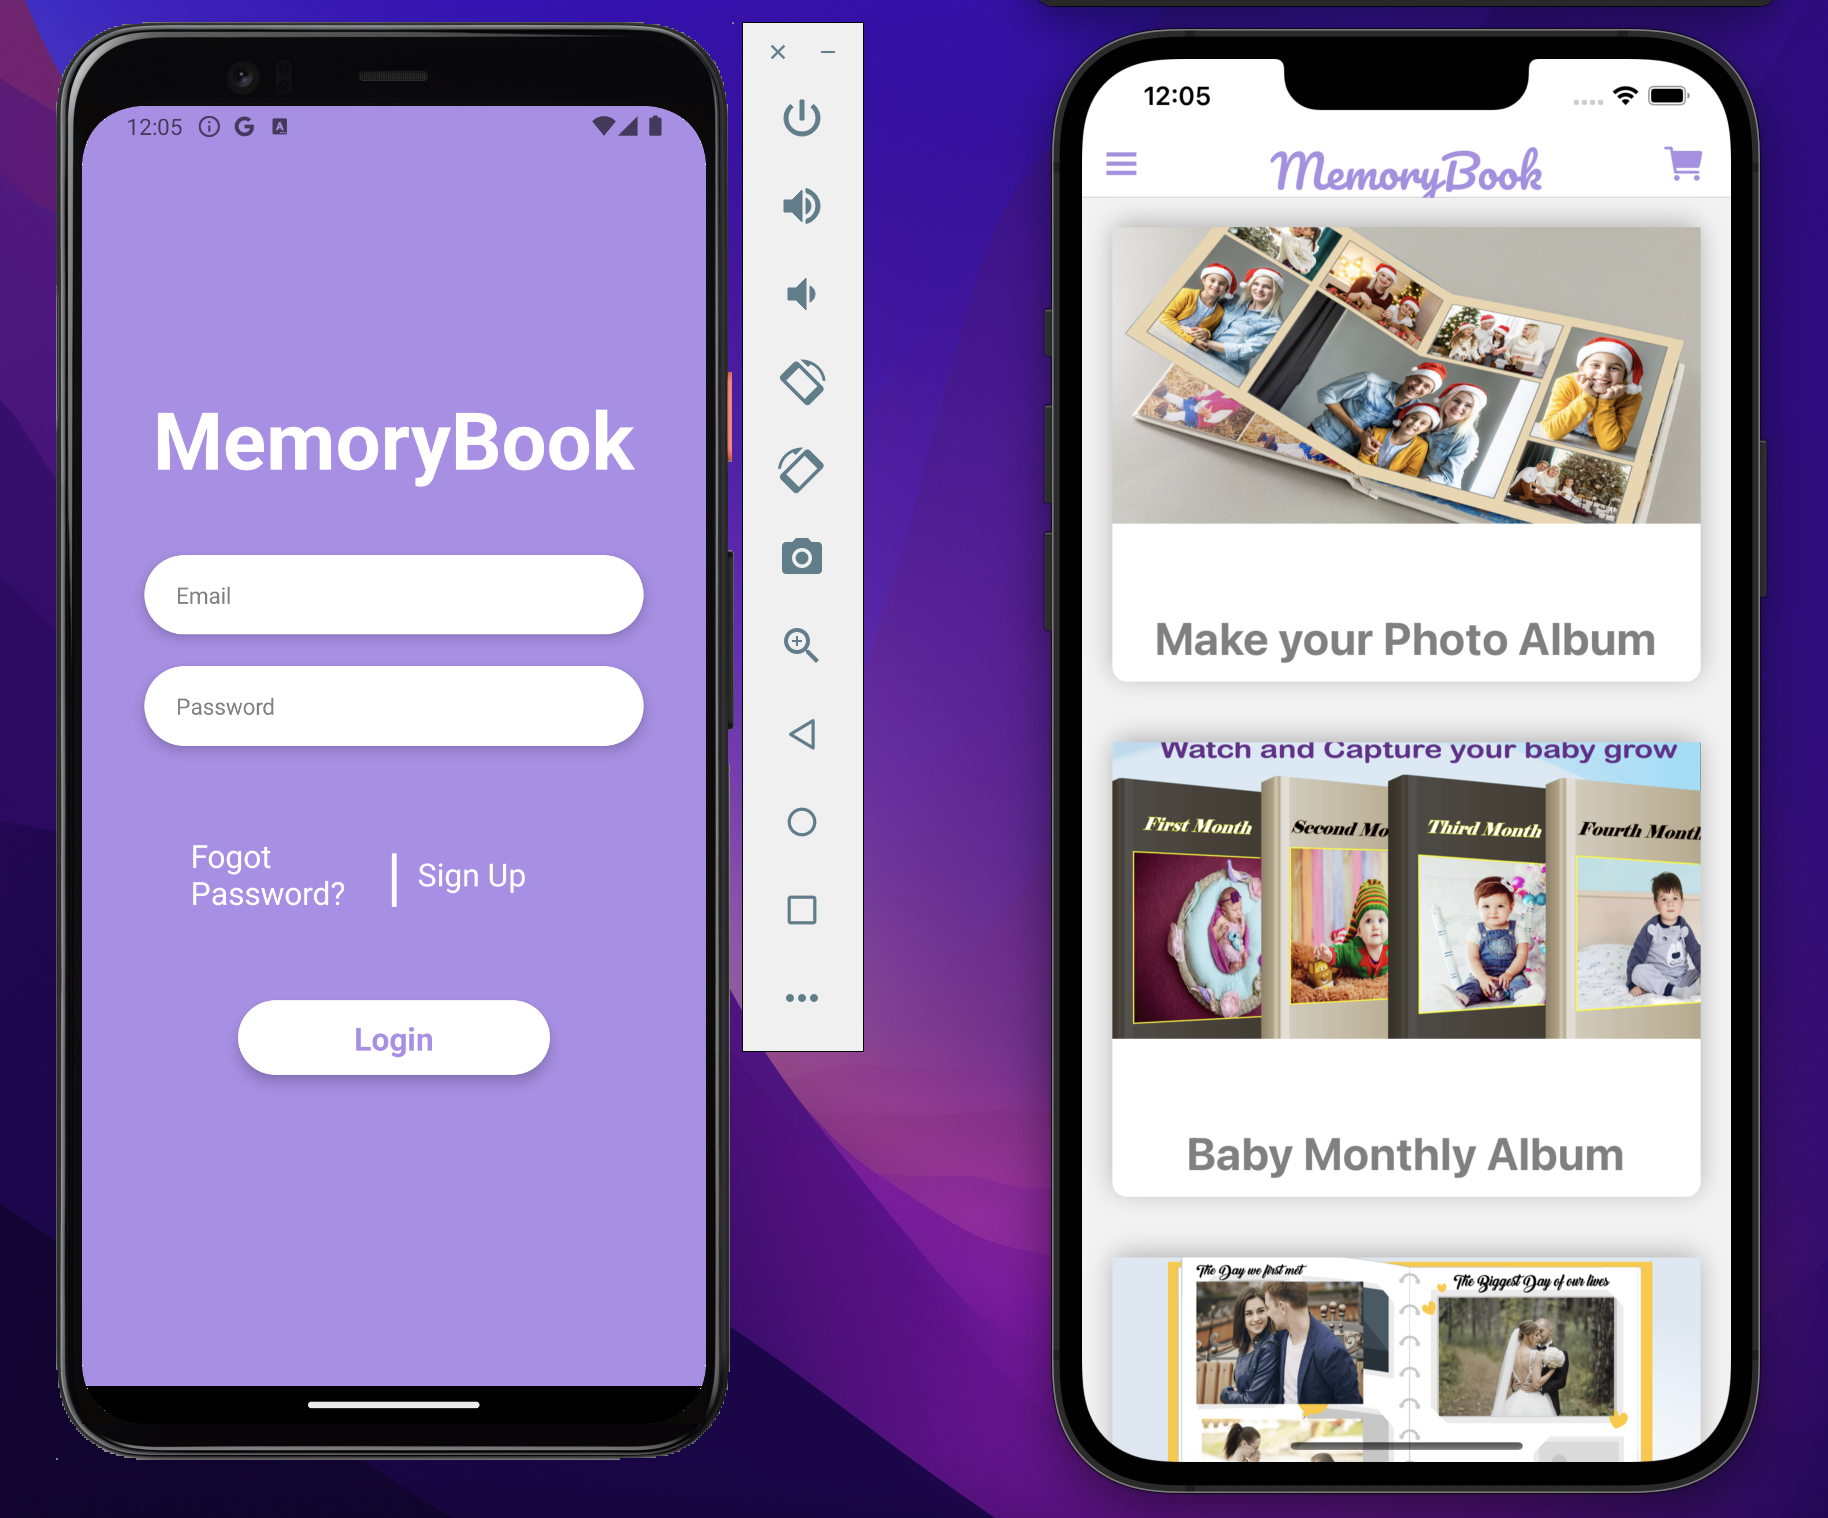 12:05
MemoryBook
Email
Password
Fogot
Password?
Sign Up
Login
12:05
MemoryBook
Make your Photo Album
Watch and Capture your baby grow
First Month
Second Mo
Third Month
Fourth Month
Baby Monthly Album
The Day we first met
The Biggest Day of our lives